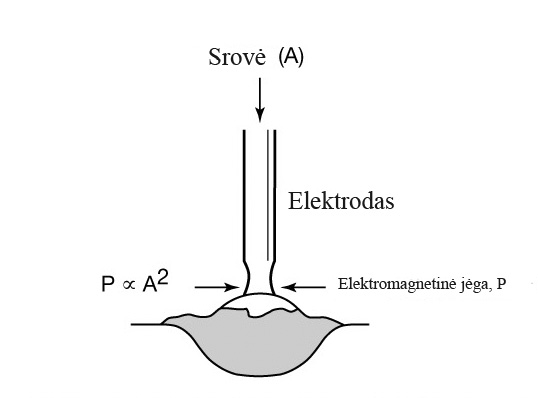 Srovė (A)
Elektrodas
P ∝ A²
Elektromagnetinė jėga, P